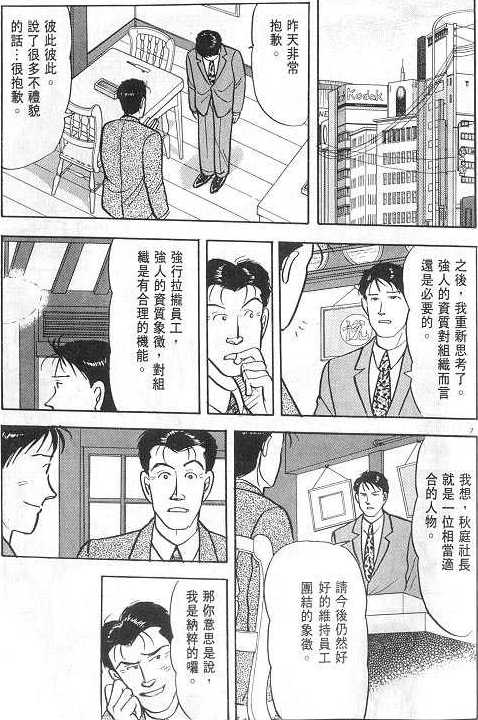 Kodak
昨天非常
抱歉。
彼此彼此。
說了很多不禮貌
的話…很抱歉。
之後，我重新思考了。
強人的資質對組織而言
還是必要的。
強行拉攏員工，
強人的資質象徵，對組
織是有合理的機能。
7
我想，秋庭社長
就是一位相當適
合的人物。
請今後仍然好
好的維持員工
團結的象徵。
那你意思是說，
我是納粹的囉。